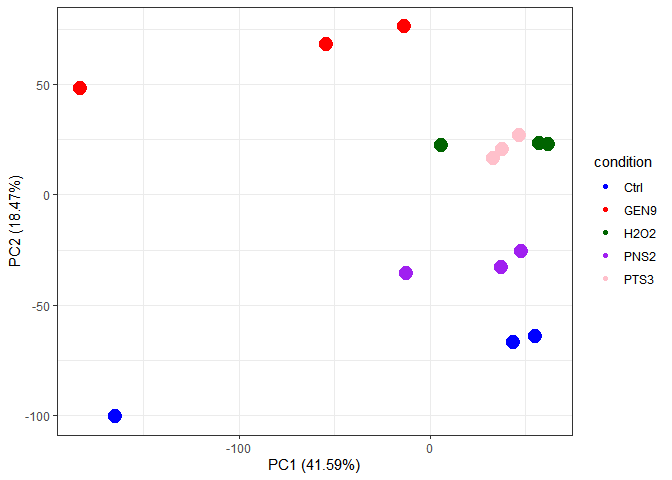 50
0
-50
-100
PC2 (18.47%)
-100
0
PC1 (41.59%)
condition
Ctrl
GEN9
H2O2
PNS2
PTS3